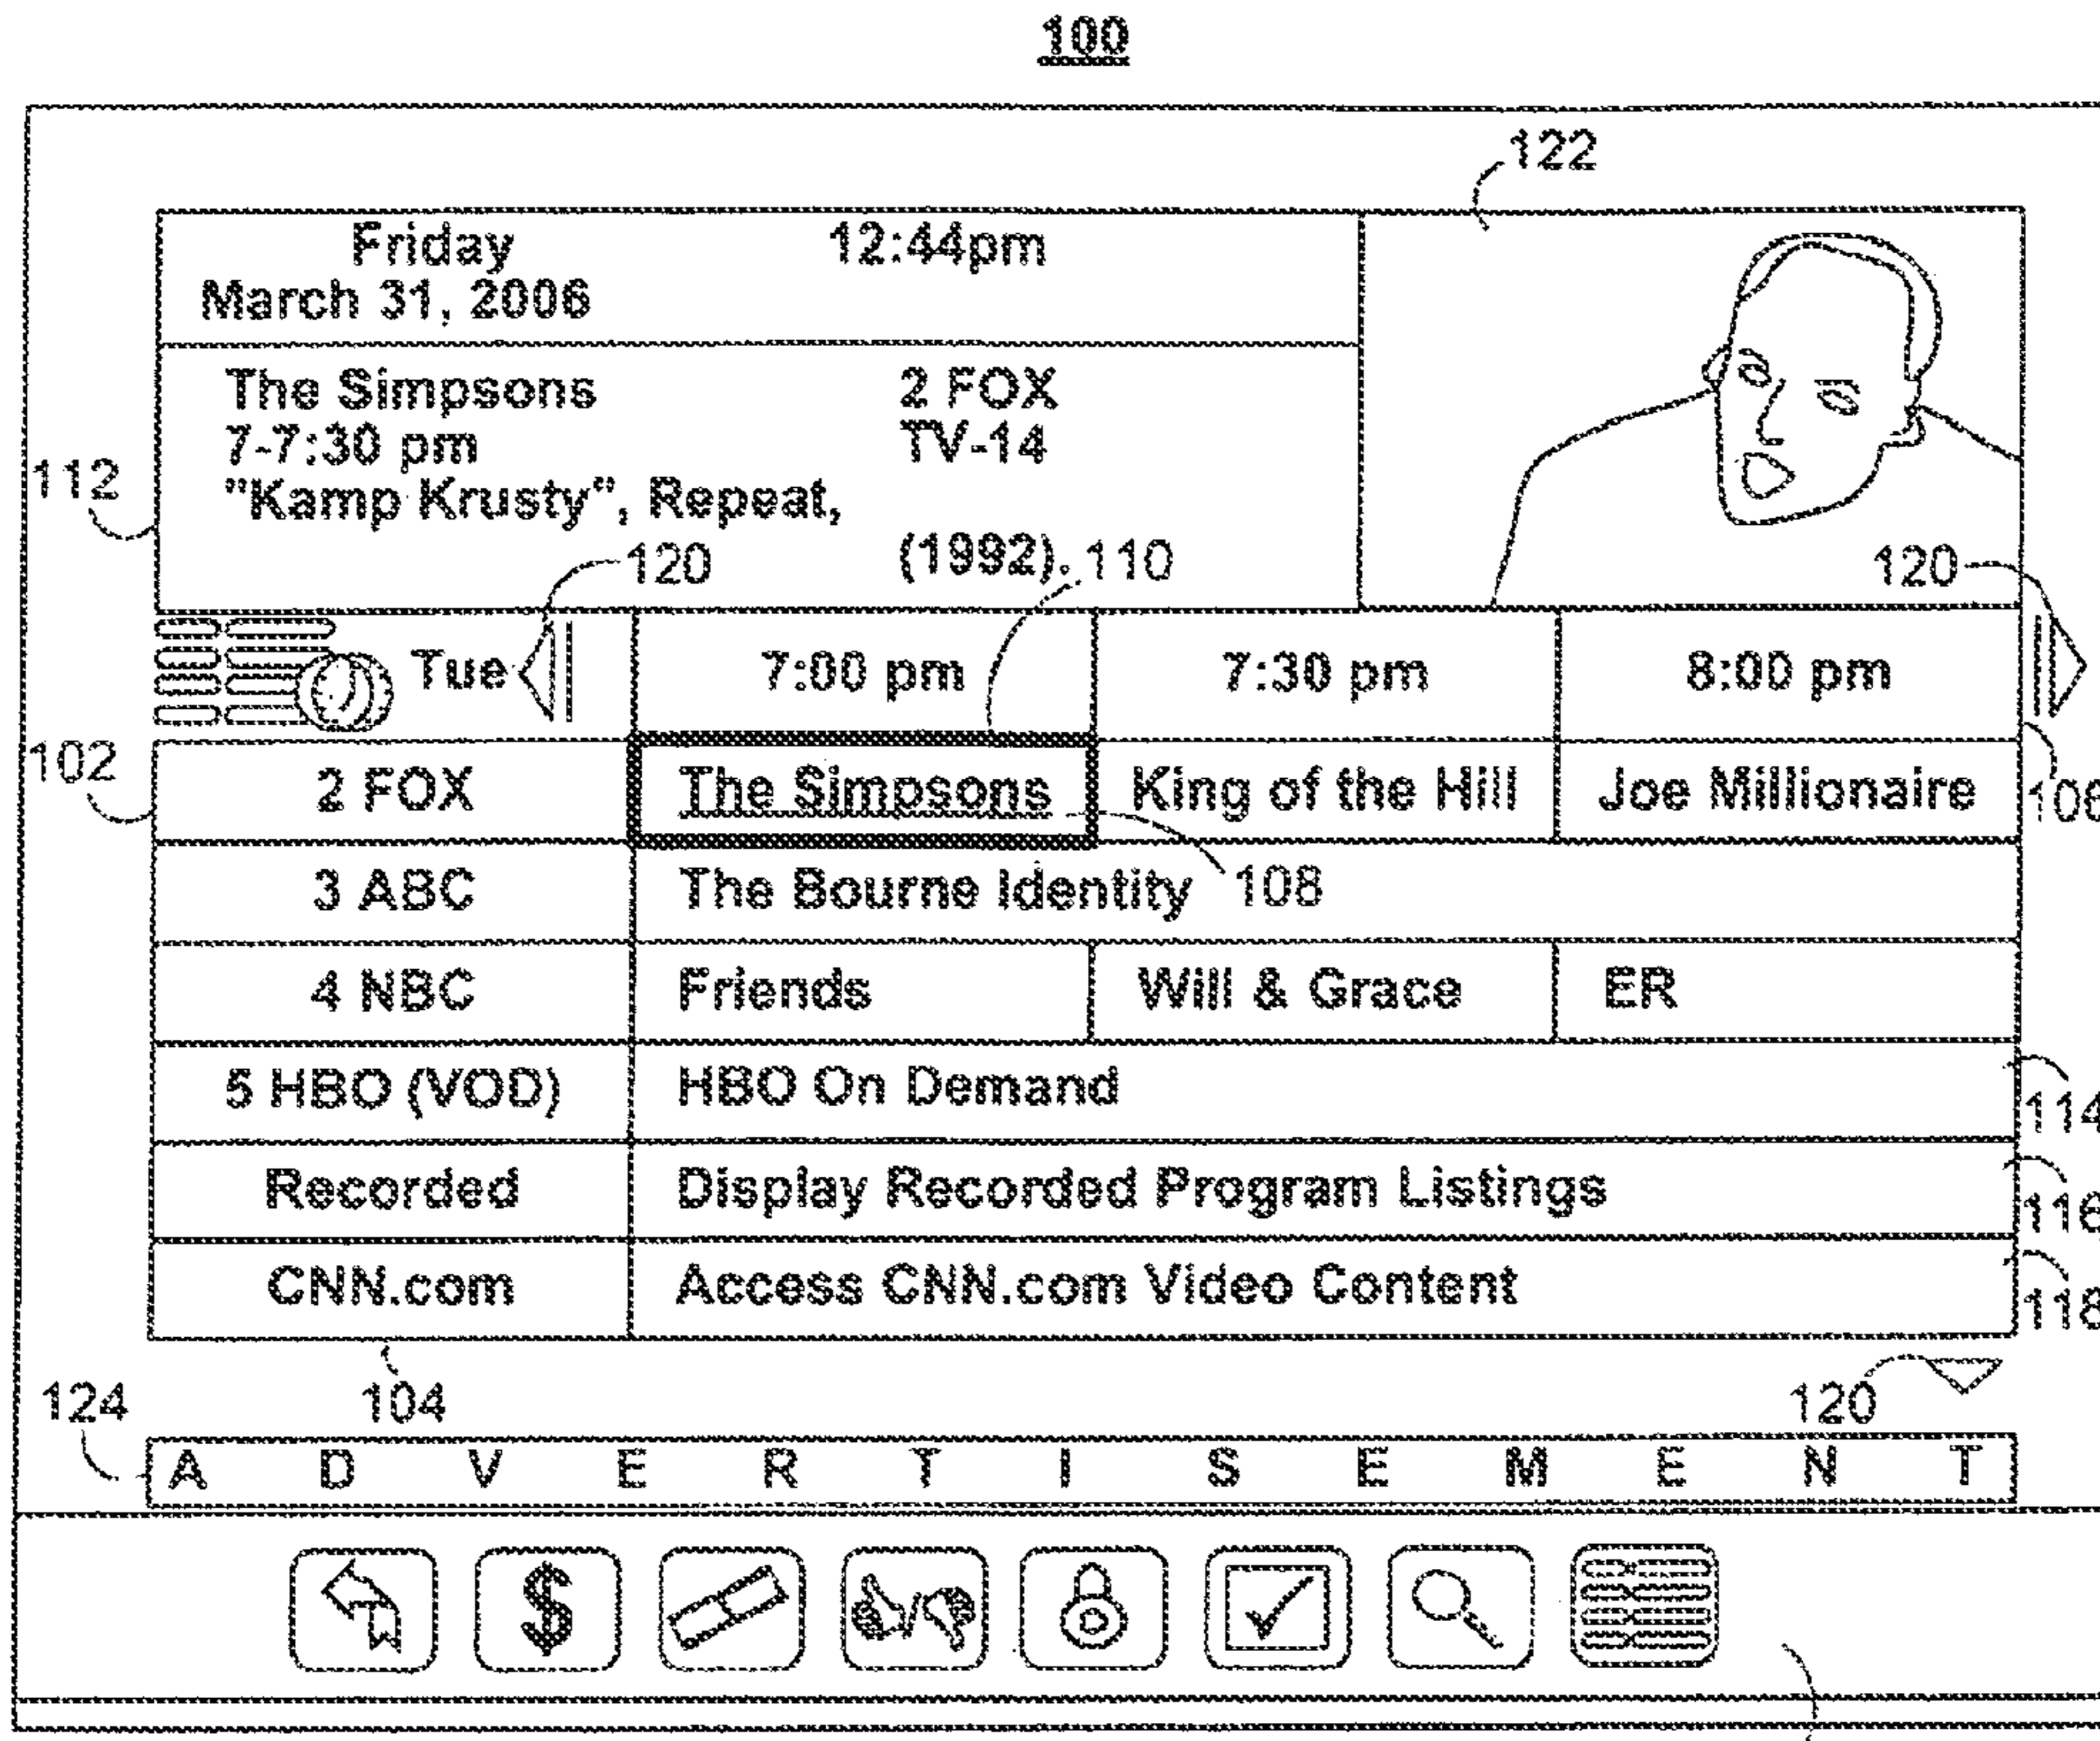 100
122
Friday 12:44pm
March 31, 2006
The Simpsons 2 FOX
7-7:30 pm TV-14
112
"Kamp Krusty", Repeat,
(1992).
120 110 120
Tue 7:00 pm 7:30 pm 8:00 pm
102
2 FOX The Simpsons King of the Hill Joe Millionaire
106
3 ABC The Bourne Identity 108
4 NBC Friends Will & Grace ER
5 HBO (VOD) HBO On Demand
114
Recorded Display Recorded Program Listings
116
CNN.com Access CNN.com Video Content
118
124 104 120
A D V E R T I S E M E N T
$